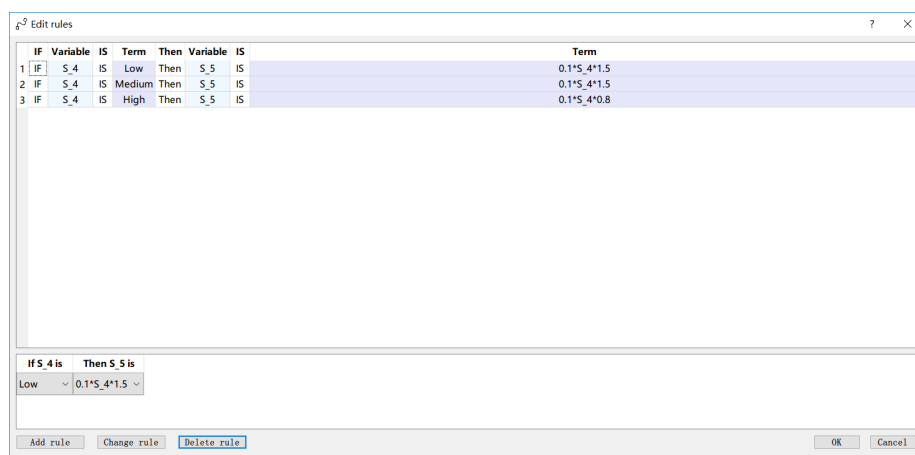 Edit rules ? ×
IF Variable IS Term Then Variable IS Term
1 IF S_4 IS Low Then S_5 IS 0.1*S_4*1.5
2 IF S_4 IS Medium Then S_5 IS 0.1*S_4*1.5
3 IF S_4 IS High Then S_5 IS 0.1*S_4*0.8
If S_4 is Then S_5 is
Low 0.1*S_4*1.5
Add rule Change rule Delete rule OK Cancel